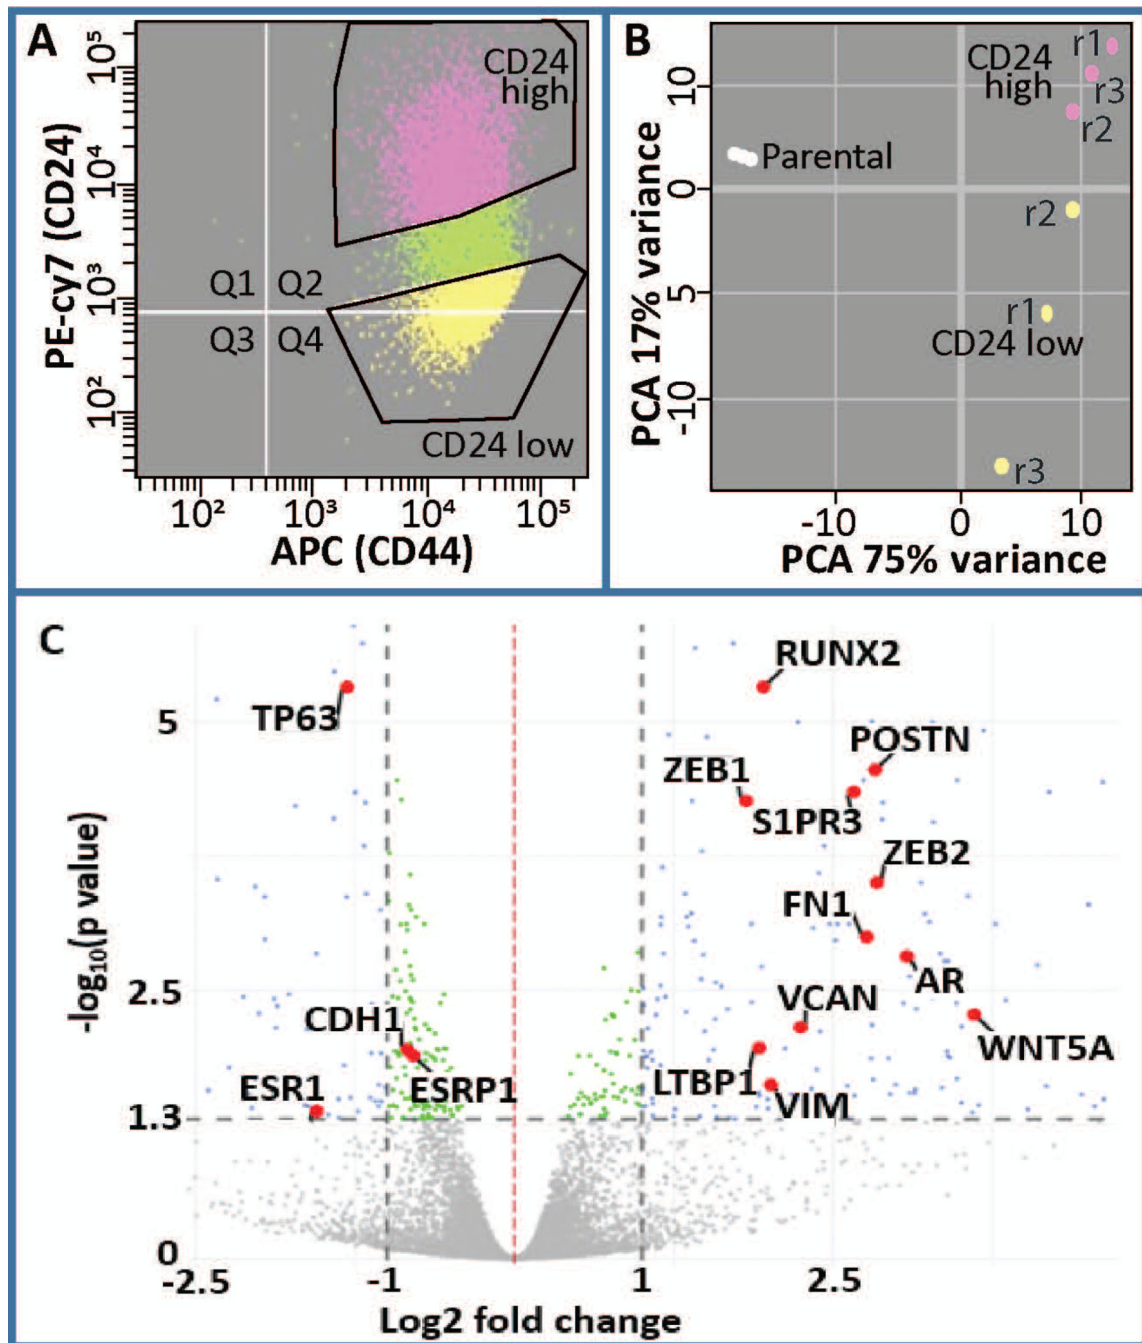 A
CD24
high
PE-cy7 (CD24)
10⁵
10⁴
10³
10²
Q1 Q2
Q3 Q4
CD24 low
10² 10³ 10⁴ 10⁵
APC (CD44)
B
CD24
high
r1
r3
r2
Parental
r2
r1
CD24 low
r3
PCA 17% variance
10
0
-5
-10
-10 0 10
PCA 75% variance
C
RUNX2
TP63
POSTN
ZEB1
S1PR3
ZEB2
FN1
AR
VCAN
WNT5A
CDH1
ESRP1
LTBP1
VIM
ESR1
-log₁₀(p value)
5
2.5
1.3
0
-2.5 -1 1 2.5
Log2 fold change